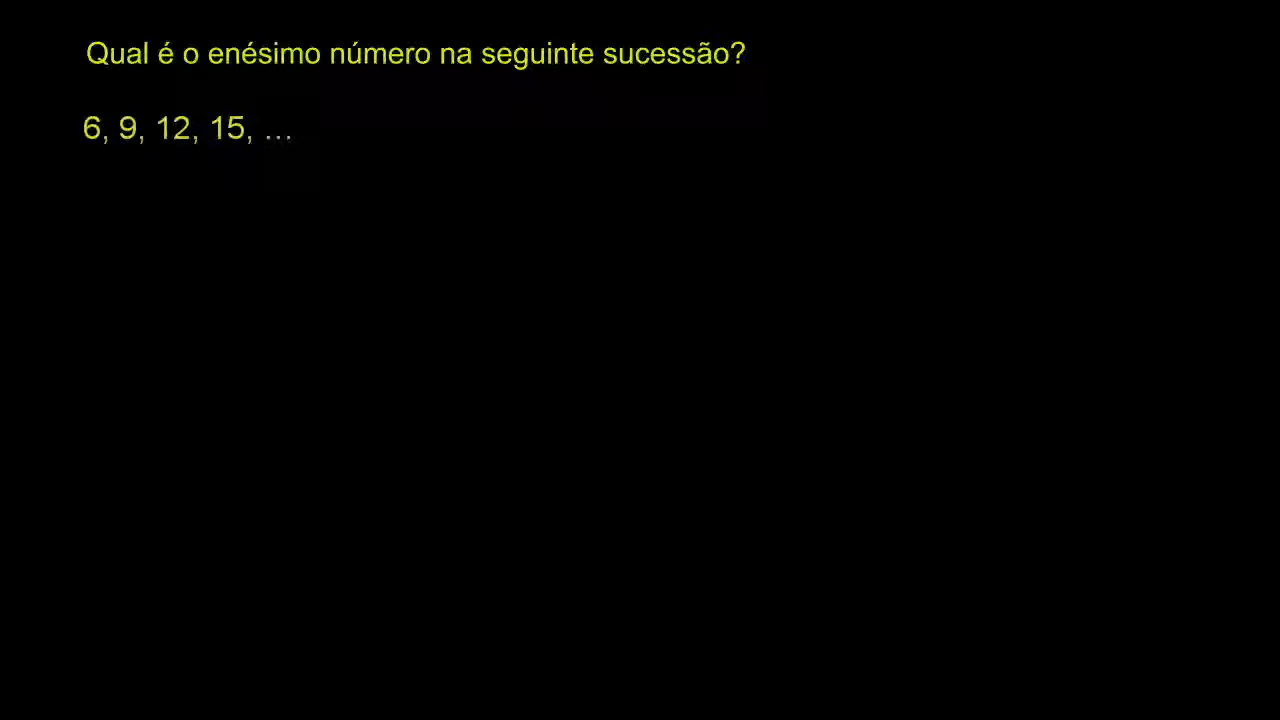 Qual é o enésimo número na seguinte sucessão?
6, 9, 12, 15, ...